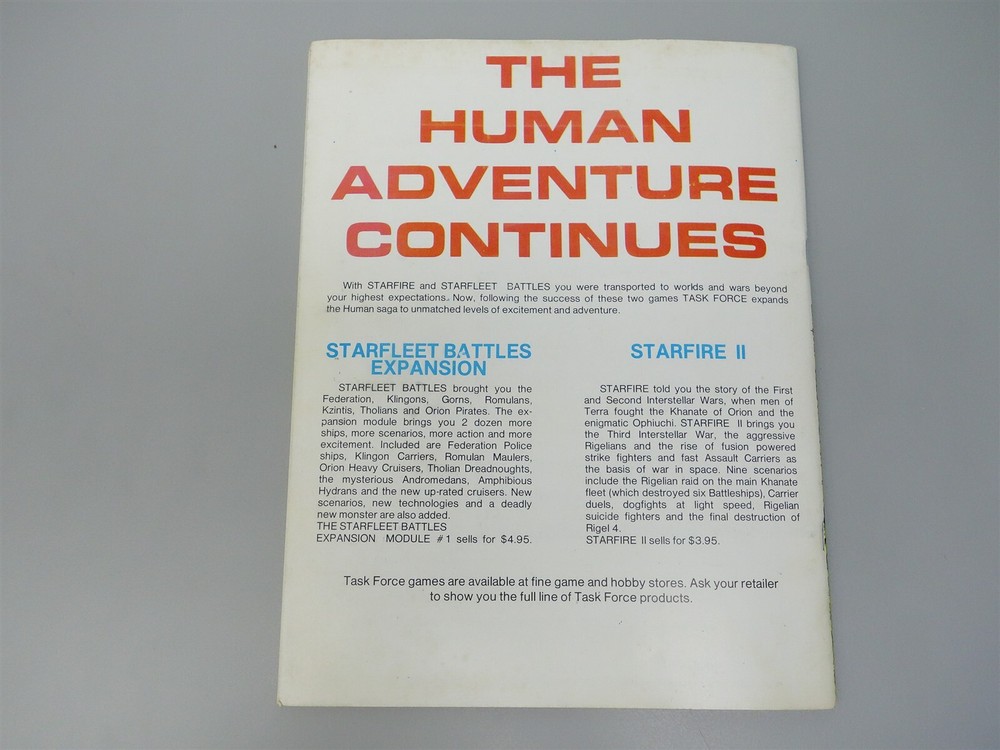 THE
HUMAN
ADVENTURE
CONTINUES
With STARFIRE and STARFLEET BATTLES you were transported to worlds and wars beyond
your highest expectations. Now, following the success of these two games TASK FORCE expands
the Human saga to unmatched levels of excitement and adventure.
STARFLEET BATTLES
EXPANSION
STARFLEET BATTLES brought you the
Federation, Klingons, Gorns, Romulans,
Kzintis, Tholians and Orion Pirates. The ex-
pansion module brings you 2 dozen more
ships, more scenarios, more action and more
excitement. Included are Federation Police
ships, Klingon Carriers, Romulan Maulers,
Orion Heavy Cruisers, Tholian Dreadnoughts,
the mysterious Andromedans, Amphibious
Hydrans and the new up-rated cruisers. New
scenarios, new technologies and a deadly
new monster are also added.
THE STARFLEET BATTLES
EXPANSION MODULE #1 sells for $4.95.
STARFIRE II
STARFIRE told you the story of the First
and Second Interstellar Wars, when men of
Terra fought the Khanate of Orion and the
enigmatic Ophiuchi. STARFIRE II brings you
the Third Interstellar War, the aggressive
Rigelians and the rise of fusion powered
strike fighters and fast Assault Carriers as
the basis of war in space. Nine scenarios
include the Rigelian raid on the main Khanate
fleet (which destroyed six Battleships), Carrier
duels, dogfights at light speed, Rigelian
suicide fighters and the final destruction of
Rigel 4.
STARFIRE II sells for $3.95.
Task Force games are available at fine game and hobby stores. Ask your retailer
to show you the full line of Task Force products.